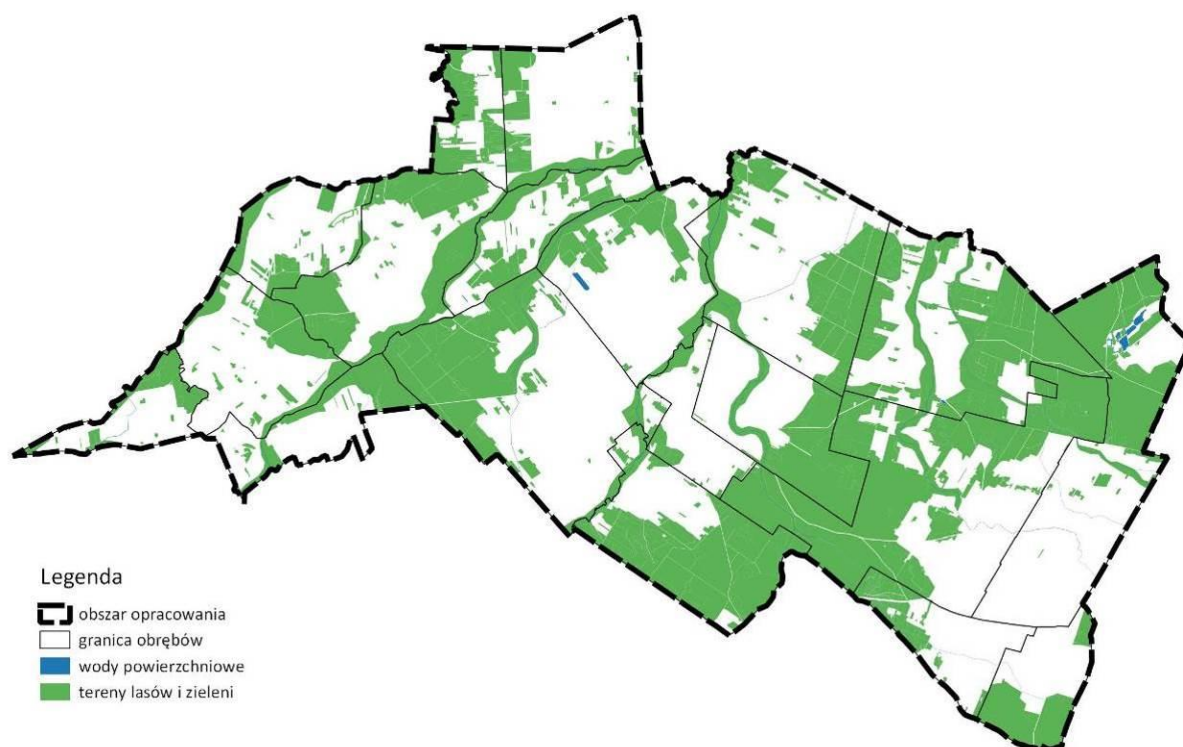 Legenda
obszar opracowania
granica obrębów
wody powierzchniowe
tereny lasów i zieleni